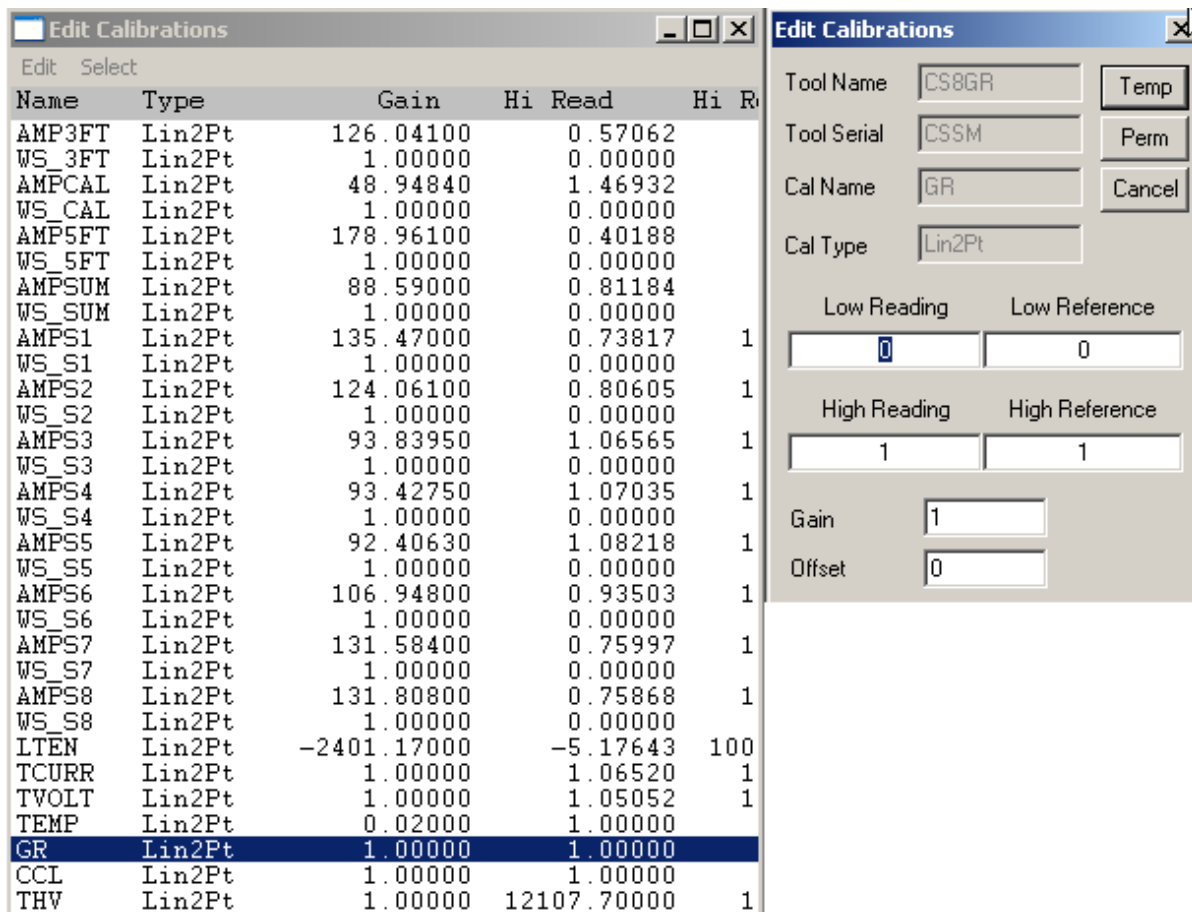 Edit Calibrations
Edit Select
Name Type Gain Hi Read Hi R
AMP3FT Lin2Pt 126.04100 0.57062
WS_3FT Lin2Pt 1.00000 0.00000
AMPCAL Lin2Pt 48.94840 1.46932
WS_CAL Lin2Pt 1.00000 0.00000
AMP5FT Lin2Pt 178.96100 0.40188
WS_5FT Lin2Pt 1.00000 0.00000
AMPSUM Lin2Pt 88.59000 0.81184
WS_SUM Lin2Pt 1.00000 0.00000
AMPS1 Lin2Pt 135.47000 0.73817 1
WS_S1 Lin2Pt 1.00000 0.00000
AMPS2 Lin2Pt 124.06100 0.80605 1
WS_S2 Lin2Pt 1.00000 0.00000
AMPS3 Lin2Pt 93.83950 1.06565 1
WS_S3 Lin2Pt 1.00000 0.00000
AMPS4 Lin2Pt 93.42750 1.07035 1
WS_S4 Lin2Pt 1.00000 0.00000
AMPS5 Lin2Pt 92.40630 1.08218 1
WS_S5 Lin2Pt 1.00000 0.00000
AMPS6 Lin2Pt 106.94800 0.93503 1
WS_S6 Lin2Pt 1.00000 0.00000
AMPS7 Lin2Pt 131.58400 0.75997 1
WS_S7 Lin2Pt 1.00000 0.00000
AMPS8 Lin2Pt 131.80800 0.75868 1
WS_S8 Lin2Pt 1.00000 0.00000
LTEN Lin2Pt -2401.17000 -5.17643 100
TCURR Lin2Pt 1.00000 1.06520 1
TVOLT Lin2Pt 1.00000 1.05052 1
TEMP Lin2Pt 0.02000 1.00000
GR Lin2Pt 1.00000 1.00000
CCL Lin2Pt 1.00000 1.00000
THV Lin2Pt 1.00000 12107.70000 1
Edit Calibrations
Tool Name CS8GR Temp
Tool Serial CSSM Perm
Cal Name GR Cancel
Cal Type Lin2Pt
Low Reading Low Reference
0 0
High Reading High Reference
1 1
Gain 1
Offset 0